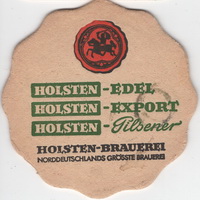 HOLSTEN-EDEL
HOLSTEN-EXPORT
HOLSTEN-Pilsener
HOLSTEN-BRAUEREI
NORDDEUTSCHLANDS GRÖSSTE BRAUEREI